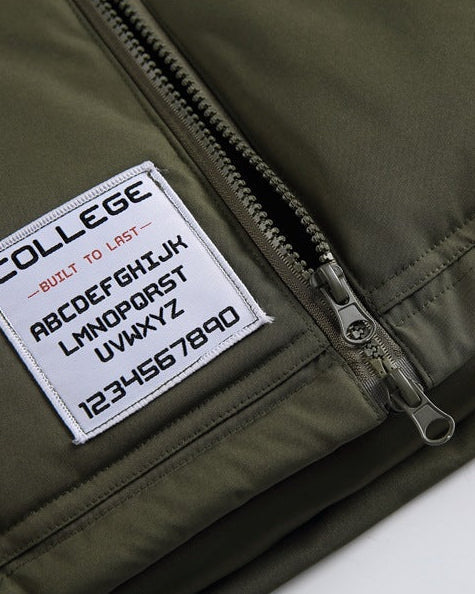 COLLEGE
—BUILT TO LAST—
ABCDEFGHIJK
LMNOPQRST
UVWXYZ
1234567890